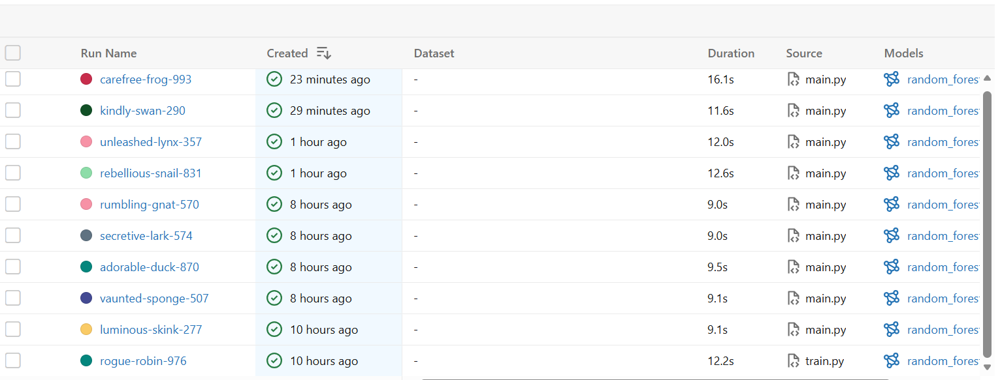 Run Name Created Dataset Duration Source Models
carefree-frog-993 23 minutes ago - 16.1s main.py random_fores
kindly-swan-290 29 minutes ago - 11.6s main.py random_fores
unleashed-lynx-357 1 hour ago - 12.0s main.py random_fores
rebellious-snail-831 1 hour ago - 12.6s main.py random_fores
rumbling-gnat-570 8 hours ago - 9.0s main.py random_fores
secretive-lark-574 8 hours ago - 9.0s main.py random_fores
adorable-duck-870 8 hours ago - 9.5s main.py random_fores
vaunted-sponge-507 8 hours ago - 9.1s main.py random_fores
luminous-skink-277 10 hours ago - 9.1s main.py random_fores
rogue-robin-976 10 hours ago - 12.2s train.py random_fores